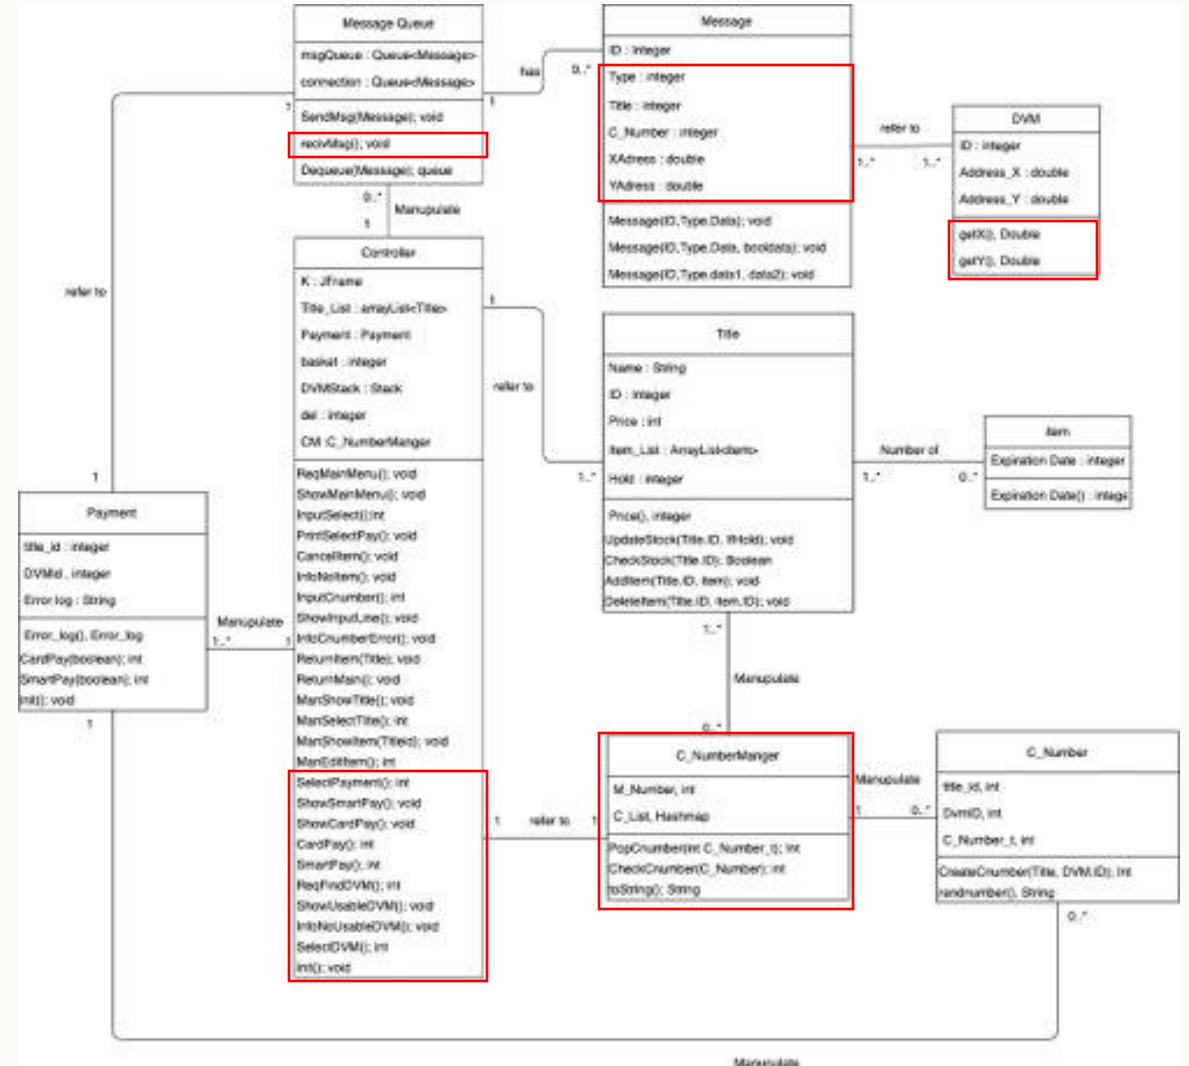 Message Queue
msgQueue : Queue<Message>
connection : Queue<Message>
SendMsg(Message); void
recivMsg(); void
Dequeue(Message); queue
has
1
0..*
1
Message
ID : Integer
Type : integer
Title : integer
C_Number : integer
XAdress : double
YAdress : double
Message(ID,Type,Data); void
Message(ID,Type,Data, bookdata); void
Message(ID,Type,data1, data2); void
refer to
1..*
1..*
DVM
ID : integer
Address_X : double
Address_Y : double
getX(), Double
getY(), Double
0..*
Manupulate
1
refer to
1
Controller
K : JFrame
Title_List : arrayList<Title>
Payment : Payment
basket : integer
DVMStack : Stack
del : integer
CM :C_NumberManger
ReqMainMenu(); void
ShowMainMenu(); void
InputSelect();int
PrintSelectPay(); void
CancelItem(); void
InfoNoItem(); void
InputCnumber(); int
ShowInputLine(); void
InfoCnumberError(); void
ReturnItem(Title); void
ReturnMain(); void
ManShowTitle(); void
ManSelectTitle(); int
ManShowItem(Titleid); void
ManEditItem(); int
SelectPayment(); int
ShowSmartPay(); void
ShowCardPay(); void
CardPay(); int
SmartPay(); int
ReqFindDVM(); int
ShowUsableDVM(); void
InfoNoUsableDVM(); void
SelectDVM(); int
init(); void
1
refer to
1..*
Title
Name : String
ID : Integer
Price : int
Item_List : ArrayList<item>
Hold : integer
Price(), integer
UpdateStock(Title.ID, IfHold); void
CheckStock(Title.ID); Boolean
AddItem(Title.ID, item); void
DeleteItem(Title.ID, item.ID); void
Number of
1..*
0..*
item
Expiration Date : integer
Expiration Date() : intege
Payment
title_id : integer
DVMid , integer
Error log : String
Error_log(), Error_log
CardPay(boolean); int
SmartPay(boolean); int
init(); void
Manupulate
1..*
1
1
1..*
Manupulate
0..*
1
refer to
1
C_NumberManger
M_Number, int
C_List, Hashmap
PopCnumber(int C_Number_t); int
CheckCnumber(C_Number); int
toString(); String
Manupulate
1
0..*
C_Number
title_id, int
DvmID, int
C_Number_t, int
CreateCnumber(Title, DVM.ID); int
randnumber(), String
0..*
Manupulate